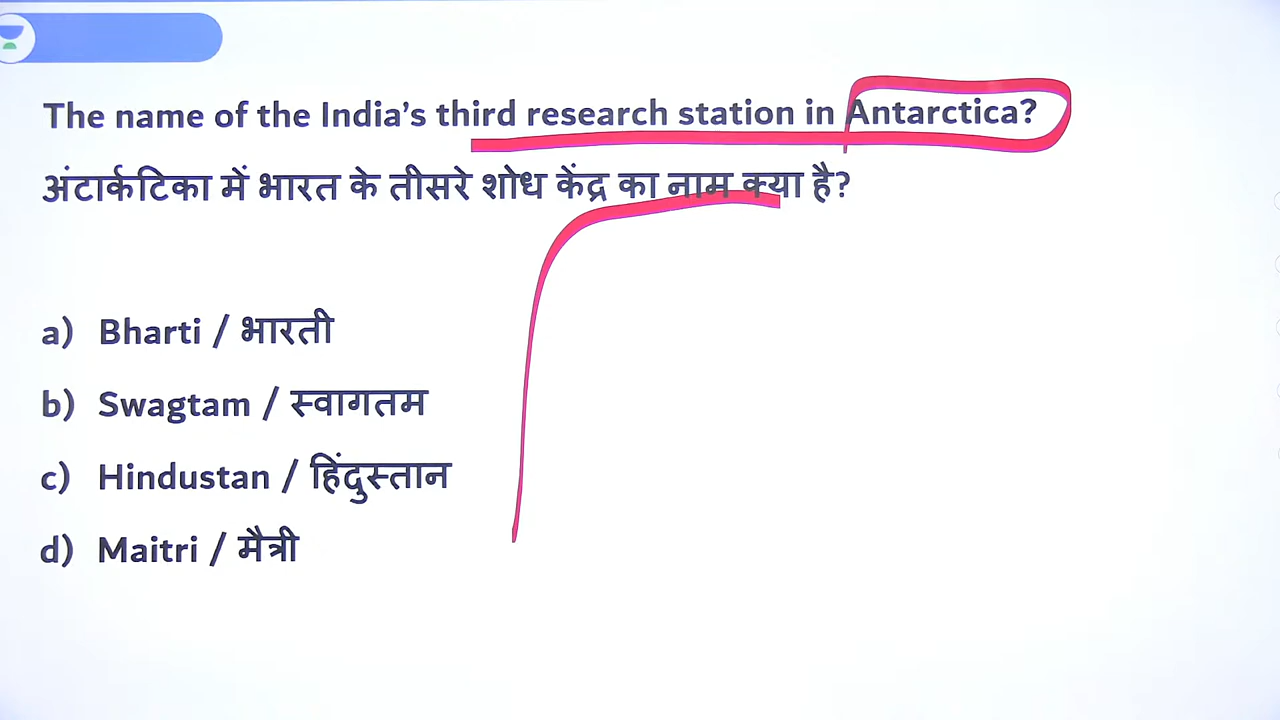 The name of the India’s third research station in Antarctica?
अंटार्कटिका में भारत के तीसरे शोध केंद्र का नाम क्या है?
a) Bharti / भारती
b) Swagtam / स्वागतम
c) Hindustan / हिंदुस्तान
d) Maitri / मैत्री